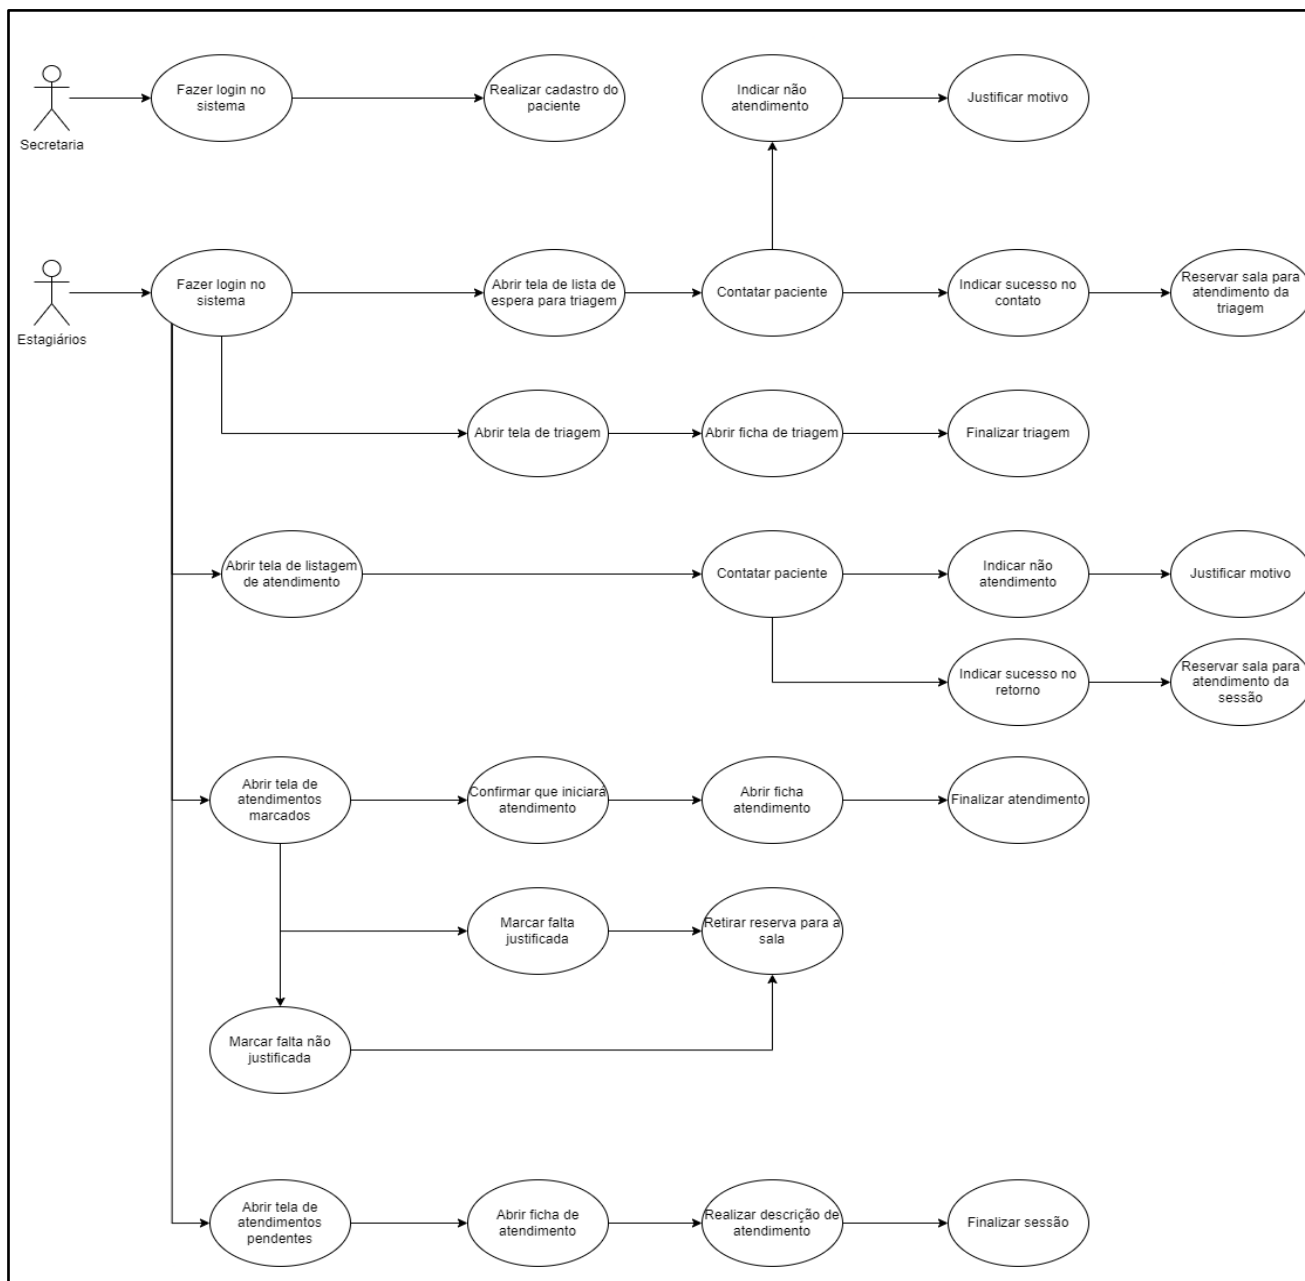 Secretaria
Fazer login no
sistema
Realizar cadastro do
paciente
Indicar não
atendimento
Justificar motivo
Estagiários
Fazer login no
sistema
Abrir tela de lista de
espera para triagem
Contatar paciente
Indicar sucesso no
contato
Reservar sala para
atendimento da
triagem
Abrir tela de triagem
Abrir ficha de triagem
Finalizar triagem
Abrir tela de listagem
de atendimento
Contatar paciente
Indicar não
atendimento
Justificar motivo
Indicar sucesso no
retorno
Reservar sala para
atendimento da
sessão
Abrir tela de
atendimentos
marcados
Confirmar que iniciará
atendimento
Abrir ficha
atendimento
Finalizar atendimento
Marcar falta
justificada
Retirar reserva para a
sala
Marcar falta não
justificada
Abrir tela de
atendimentos
pendentes
Abrir ficha de
atendimento
Realizar descrição de
atendimento
Finalizar sessão